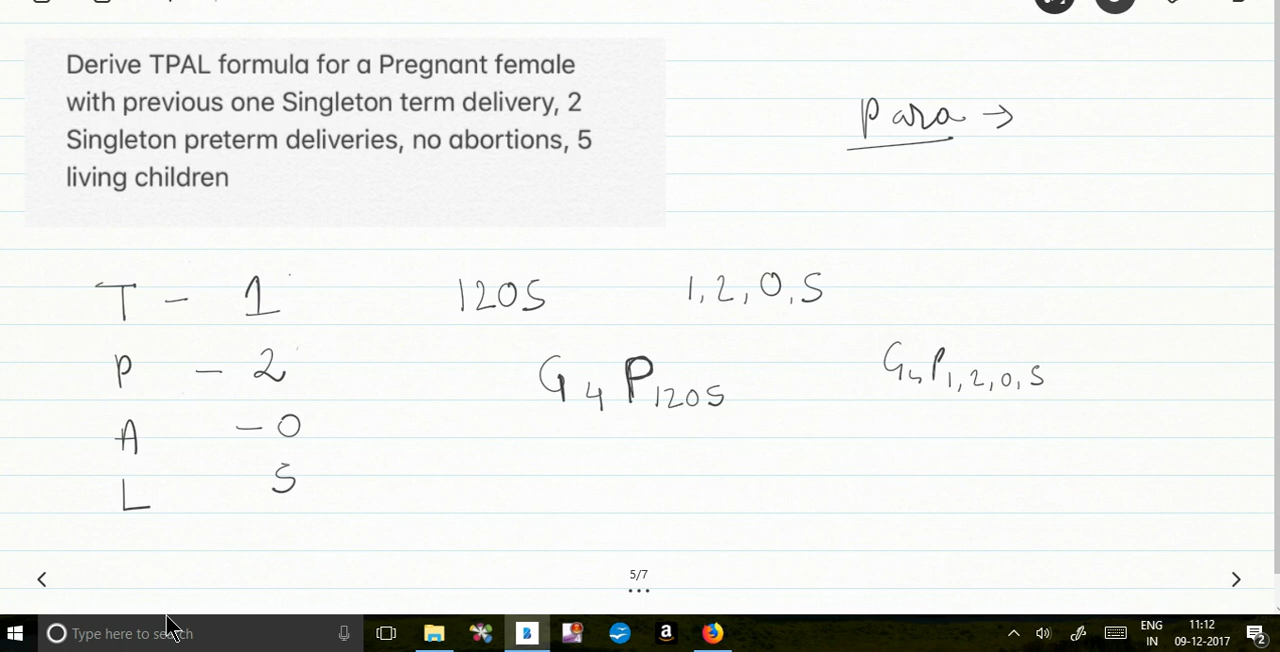 Derive TPAL formula for a Pregnant female
with previous one Singleton term delivery, 2
Singleton preterm deliveries, no abortions, 5
living children
Para →
T - 1
1205
1, 2, 0, 5
P - 2
G4 P1205
G4P1,2,0,5
A - 0
L 5
5/7
Type here to search
ENG
IN
11:12
09-12-2017
2